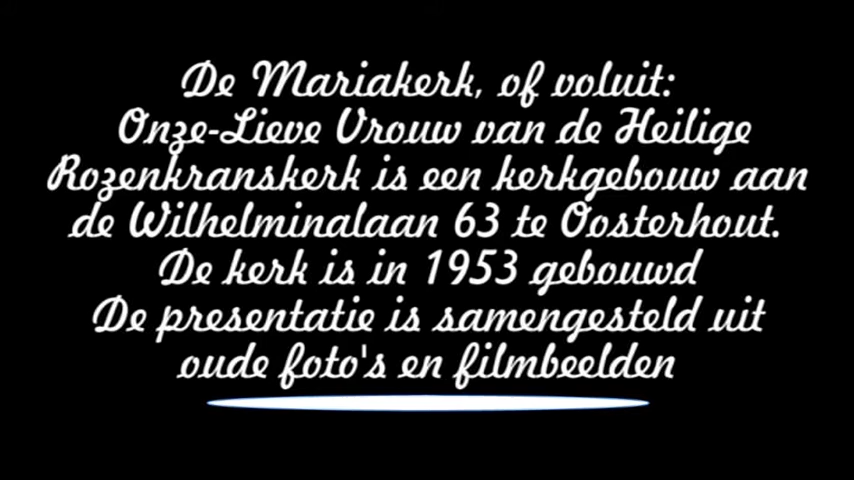 De Mariakerk, of voluit:
Onze-Lieve Vrouw van de Heilige
Rozenkranskerk is een kerkgebouw aan
de Wilhelminalaan 63 te Oosterhout.
De kerk is in 1953 gebouwd
De presentatie is samengesteld uit
oude foto's en filmbeelden